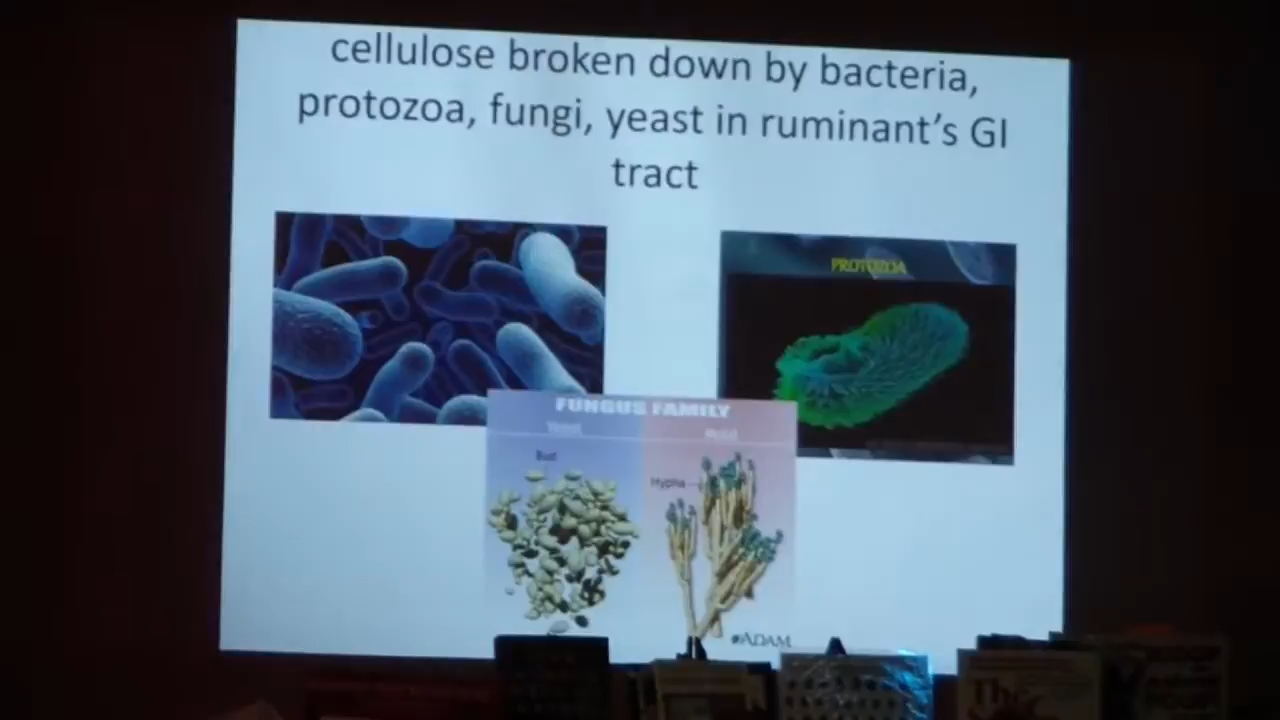 cellulose broken down by bacteria,
protozoa, fungi, yeast in ruminant's GI
tract
PROTOZOA
FUNGUS FAMILY
Yeast
Mold
Bud
Hypha
ADAM
The